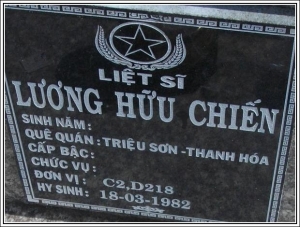 LIỆT SĨ
LƯƠNG HỮU CHIẾN
SINH NĂM :
QUÊ QUÁN : TRIỆU SƠN - THANH HÓA
CẤP BẬC :
CHỨC VỤ :
ĐƠN VỊ : C2,D218
HY SINH : 18-03-1982